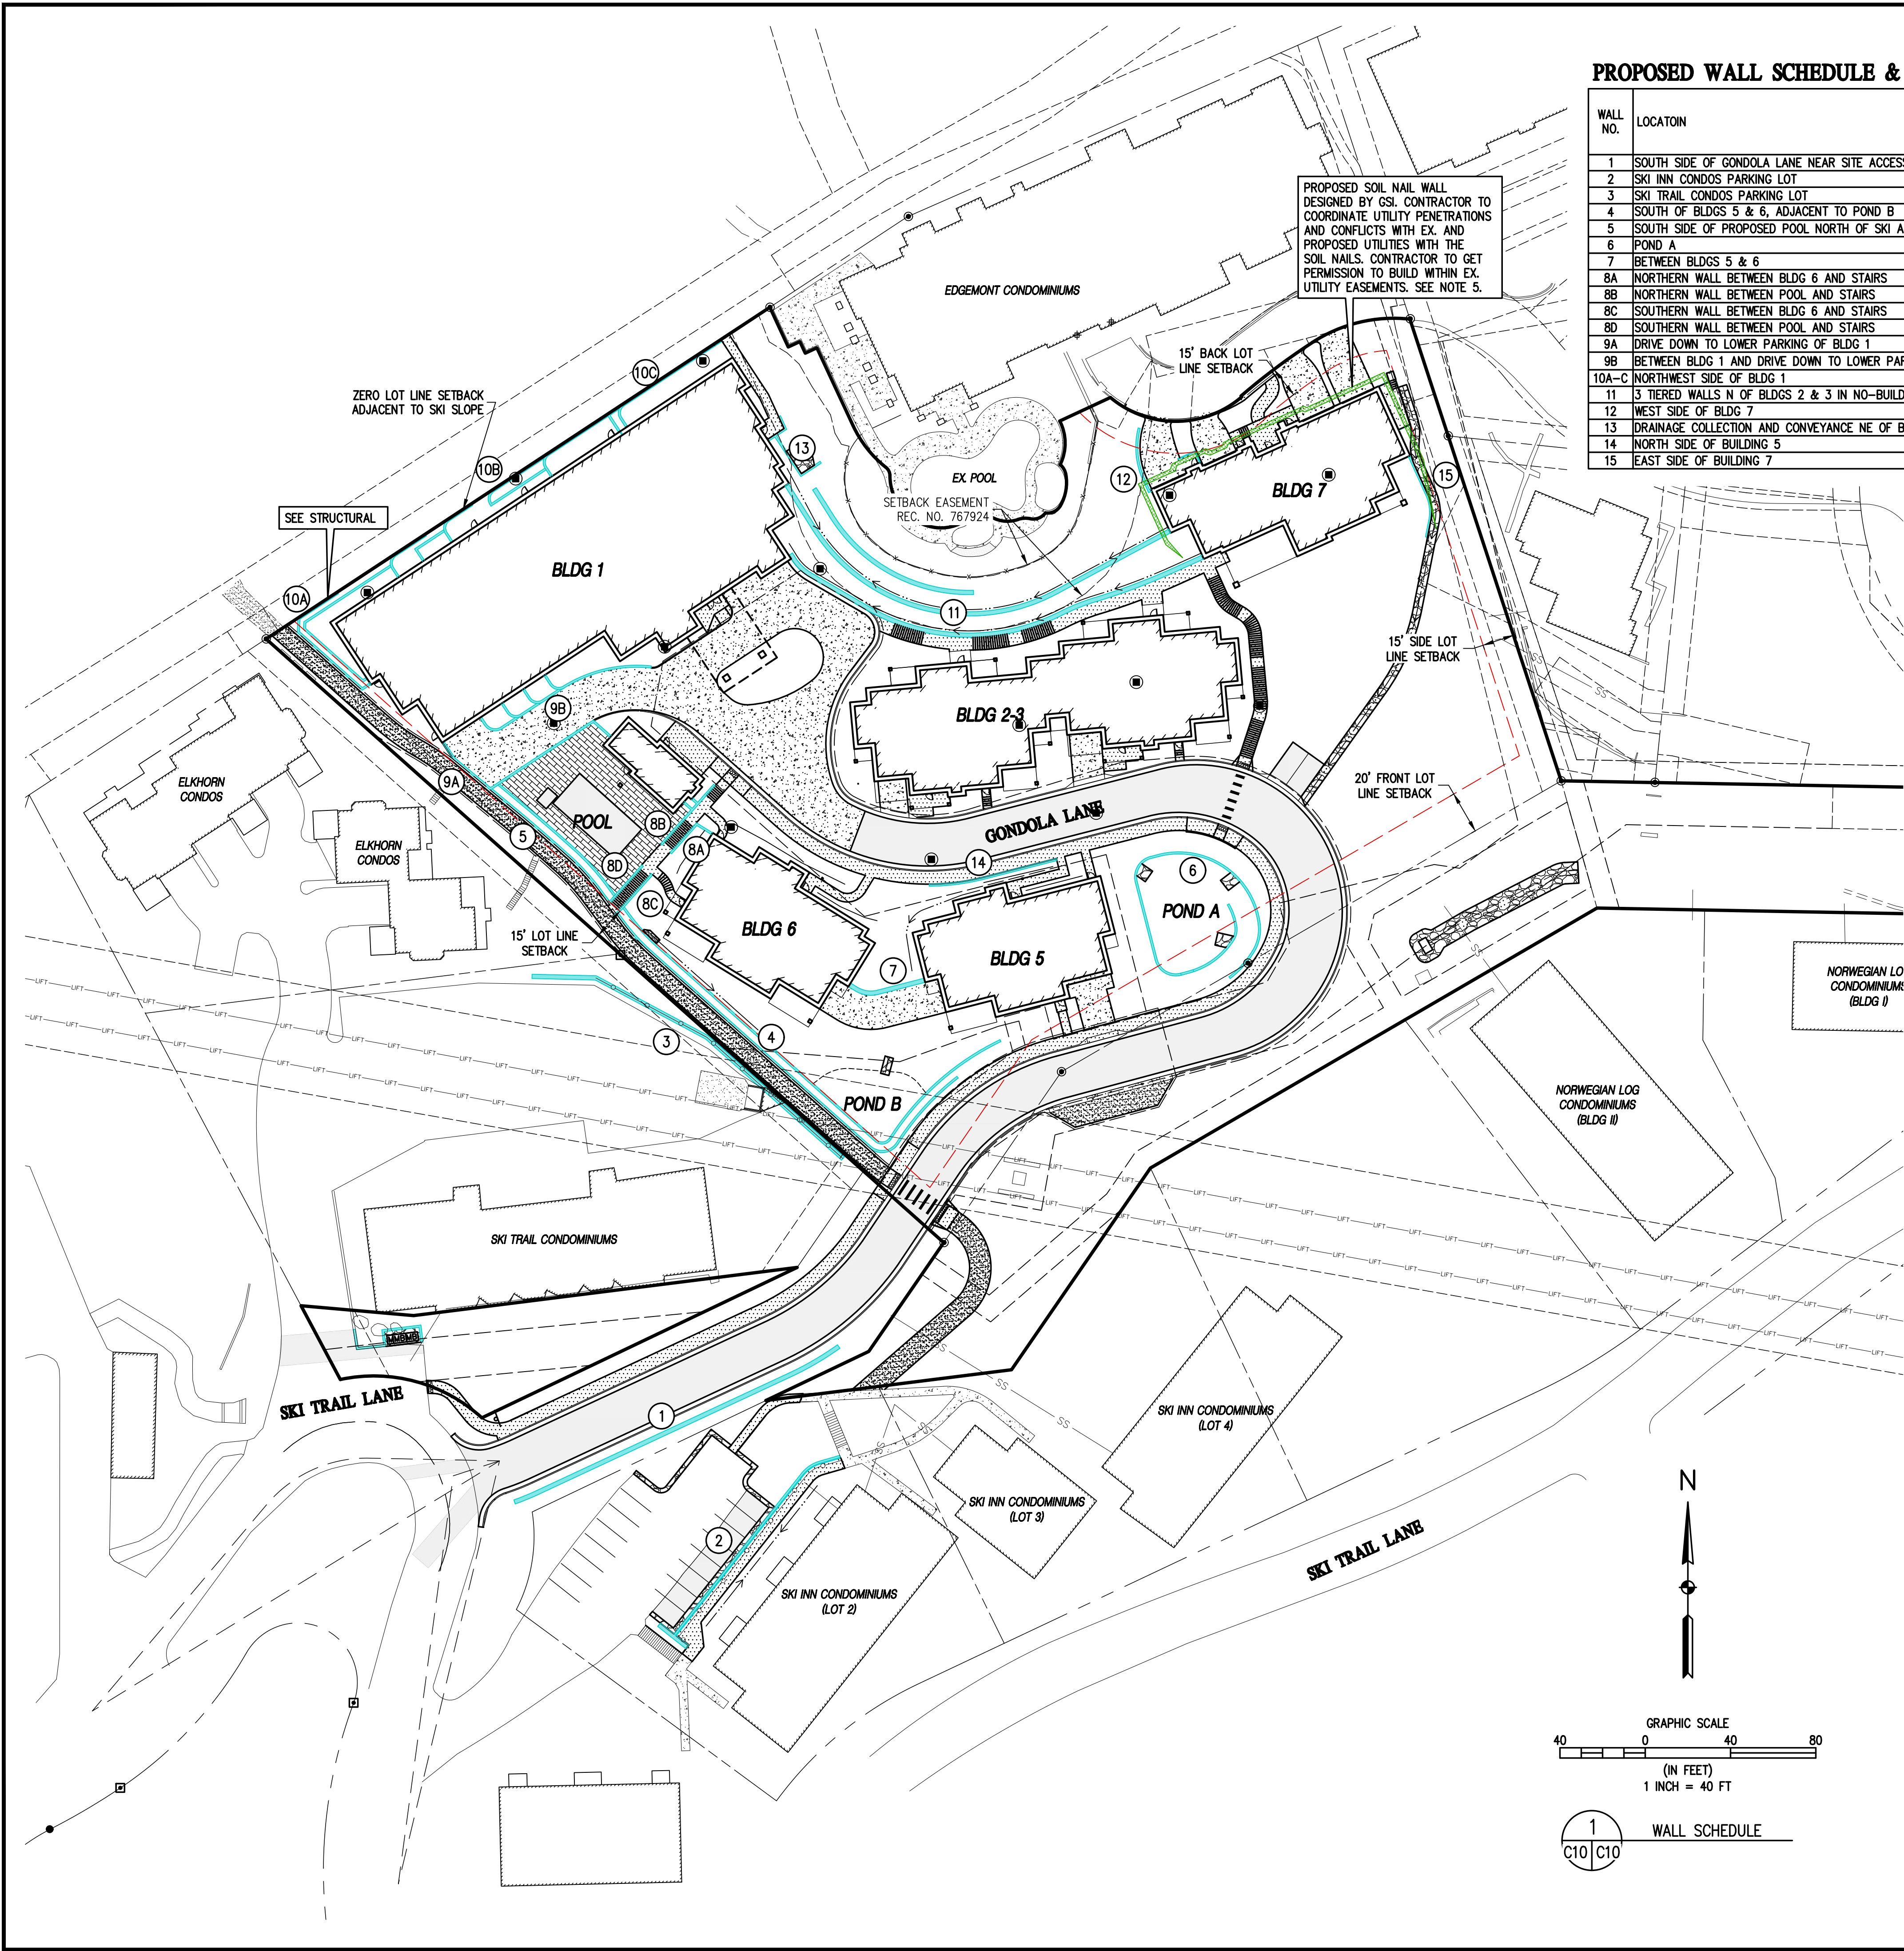 PROPOSED WALL SCHEDULE &
WALL
NO.
LOCATOIN
1 SOUTH SIDE OF GONDOLA LANE NEAR SITE ACCESS
2 SKI INN CONDOS PARKING LOT
3 SKI TRAIL CONDOS PARKING LOT
4 SOUTH OF BLDGS 5 & 6, ADJACENT TO POND B
5 SOUTH SIDE OF PROPOSED POOL NORTH OF SKI A
6 POND A
7 BETWEEN BLDGS 5 & 6
8A NORTHERN WALL BETWEEN BLDG 6 AND STAIRS
8B NORTHERN WALL BETWEEN POOL AND STAIRS
8C SOUTHERN WALL BETWEEN BLDG 6 AND STAIRS
8D SOUTHERN WALL BETWEEN POOL AND STAIRS
9A DRIVE DOWN TO LOWER PARKING OF BLDG 1
9B BETWEEN BLDG 1 AND DRIVE DOWN TO LOWER PAR
10A-C NORTHWEST SIDE OF BLDG 1
11 3 TIERED WALLS N OF BLDGS 2 & 3 IN NO-BUILD
12 WEST SIDE OF BLDG 7
13 DRAINAGE COLLECTION AND CONVEYANCE NE OF B
14 NORTH SIDE OF BUILDING 5
15 EAST SIDE OF BUILDING 7
PROPOSED SOIL NAIL WALL
DESIGNED BY GSI. CONTRACTOR TO
COORDINATE UTILITY PENETRATIONS
AND CONFLICTS WITH EX. AND
PROPOSED UTILITIES WITH THE
SOIL NAILS. CONTRACTOR TO GET
PERMISSION TO BUILD WITHIN EX.
UTILITY EASEMENTS. SEE NOTE 5.
EDGEMONT CONDOMINIUMS
15' BACK LOT
LINE SETBACK
10C
ZERO LOT LINE SETBACK
ADJACENT TO SKI SLOPE
13
10B
EX. POOL
12
15
BLDG 7
SETBACK EASEMENT
REC. NO. 767924
SEE STRUCTURAL
BLDG 1
10A
11
15' SIDE LOT
LINE SETBACK
SS
SS
9B
BLDG 2-3
ELKHORN
CONDOS
9A
20' FRONT LOT
LINE SETBACK
POOL
8B
GONDOLA LANE
5
ELKHORN
CONDOS
8A
8D
14
6
8C
POND A
15' LOT LINE
SETBACK
BLDG 6
BLDG 5
7
SS
NORWEGIAN LO
CONDOMINIUMS
(BLDG I)
LIFT
LIFT
3
4
POND B
NORWEGIAN LOG
CONDOMINIUMS
(BLDG II)
SKI TRAIL CONDOMINIUMS
SKI TRAIL LANE
1
SS
SS
SKI INN CONDOMINIUMS
(LOT 4)
SKI INN CONDOMINIUMS
(LOT 3)
2
SKI INN CONDOMINIUMS
(LOT 2)
SKI TRAIL LANE
N
GRAPHIC SCALE
40 0 40 80
(IN FEET)
1 INCH = 40 FT
1
C10 C10
WALL SCHEDULE